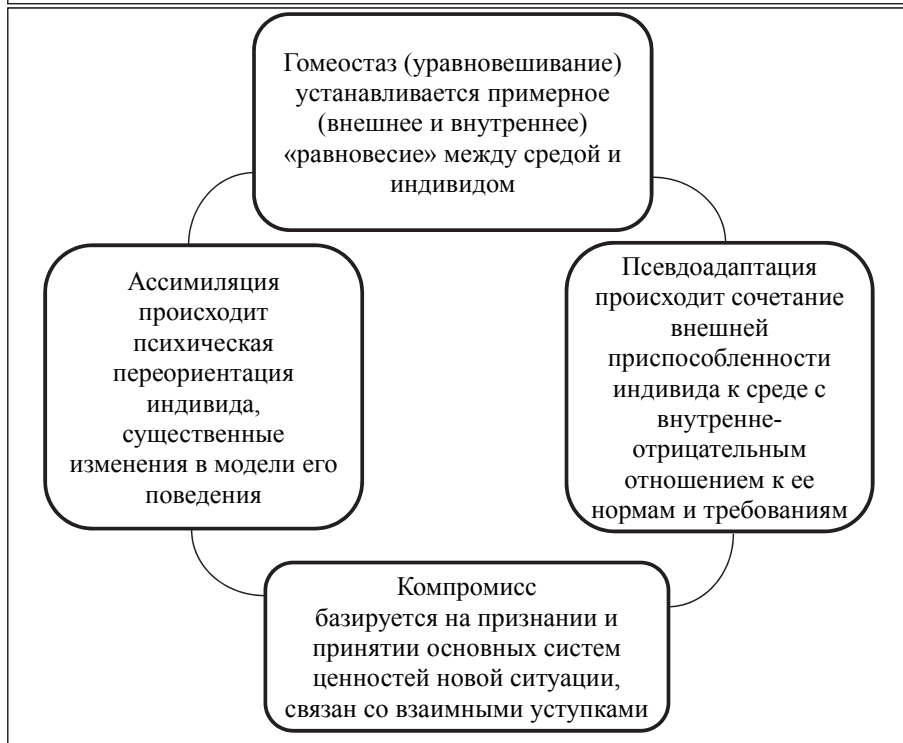 Гомеостаз (уравновешивание)
устанавливается примерное
(внешнее и внутреннее)
«равновесие» между средой и
индивидом
Ассимиляция
происходит
психическая
переориентация
индивида,
существенные
изменения в модели его
поведения
Псевдоадаптация
происходит сочетание
внешней
приспособленности
индивида к среде с
внутренне-
отрицательным
отношением к ее
нормам и требованиям
Компромисс
базируется на признании и
принятии основных систем
ценностей новой ситуации,
связан со взаимными уступками